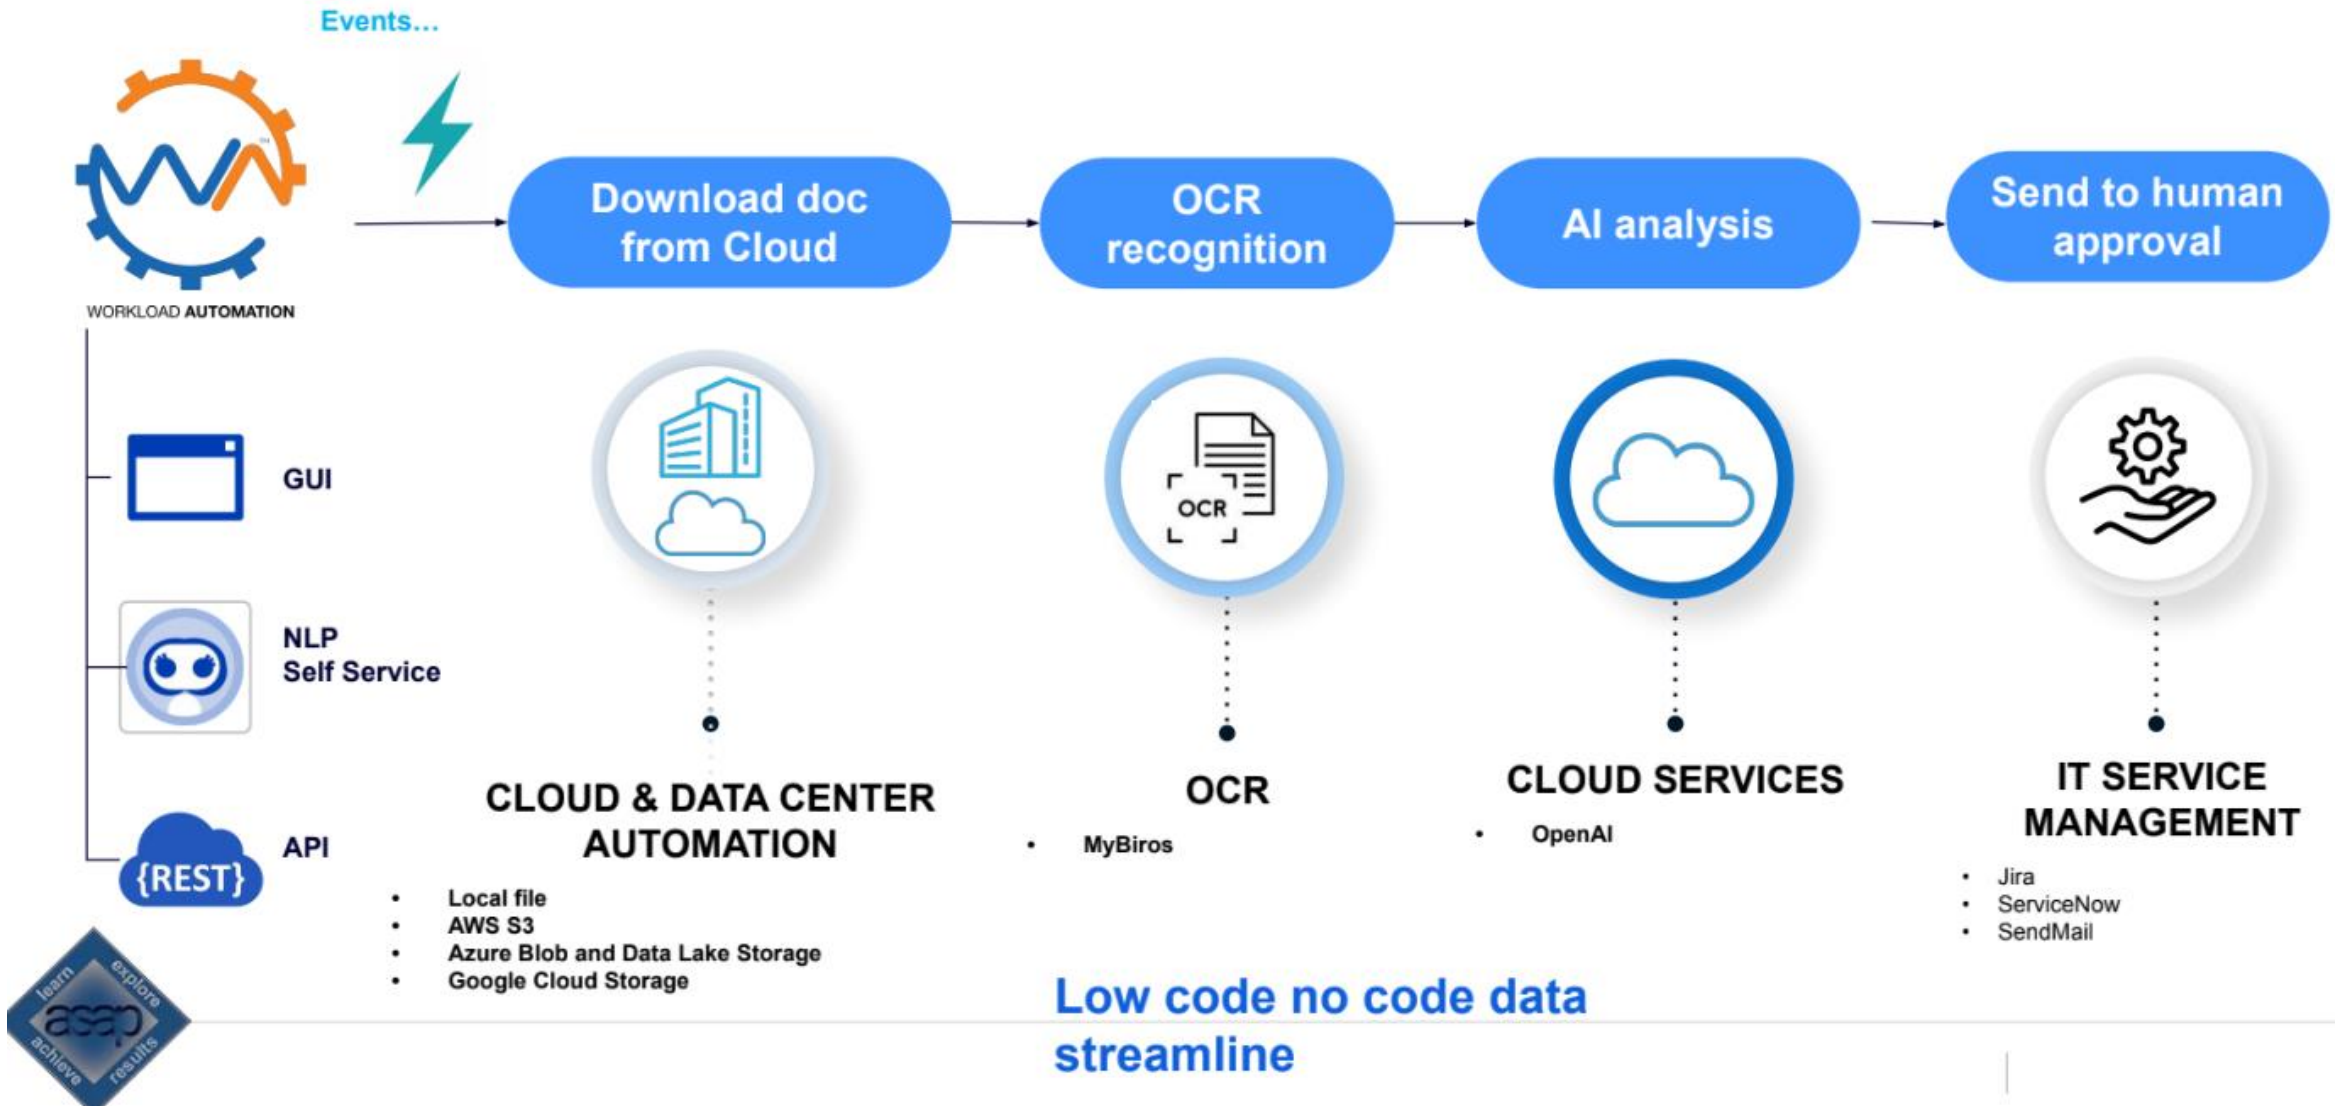 Events...
WORKLOAD AUTOMATION
Download doc
from Cloud
OCR
recognition
AI analysis
Send to human
approval
GUI
NLP
Self Service
{REST}
API
OCR
CLOUD & DATA CENTER
AUTOMATION
• Local file
• AWS S3
• Azure Blob and Data Lake Storage
• Google Cloud Storage
OCR
• MyBiros
CLOUD SERVICES
• OpenAI
IT SERVICE
MANAGEMENT
• Jira
• ServiceNow
• SendMail
Low code no code data
streamline
learn
explore
asap
achieve
results